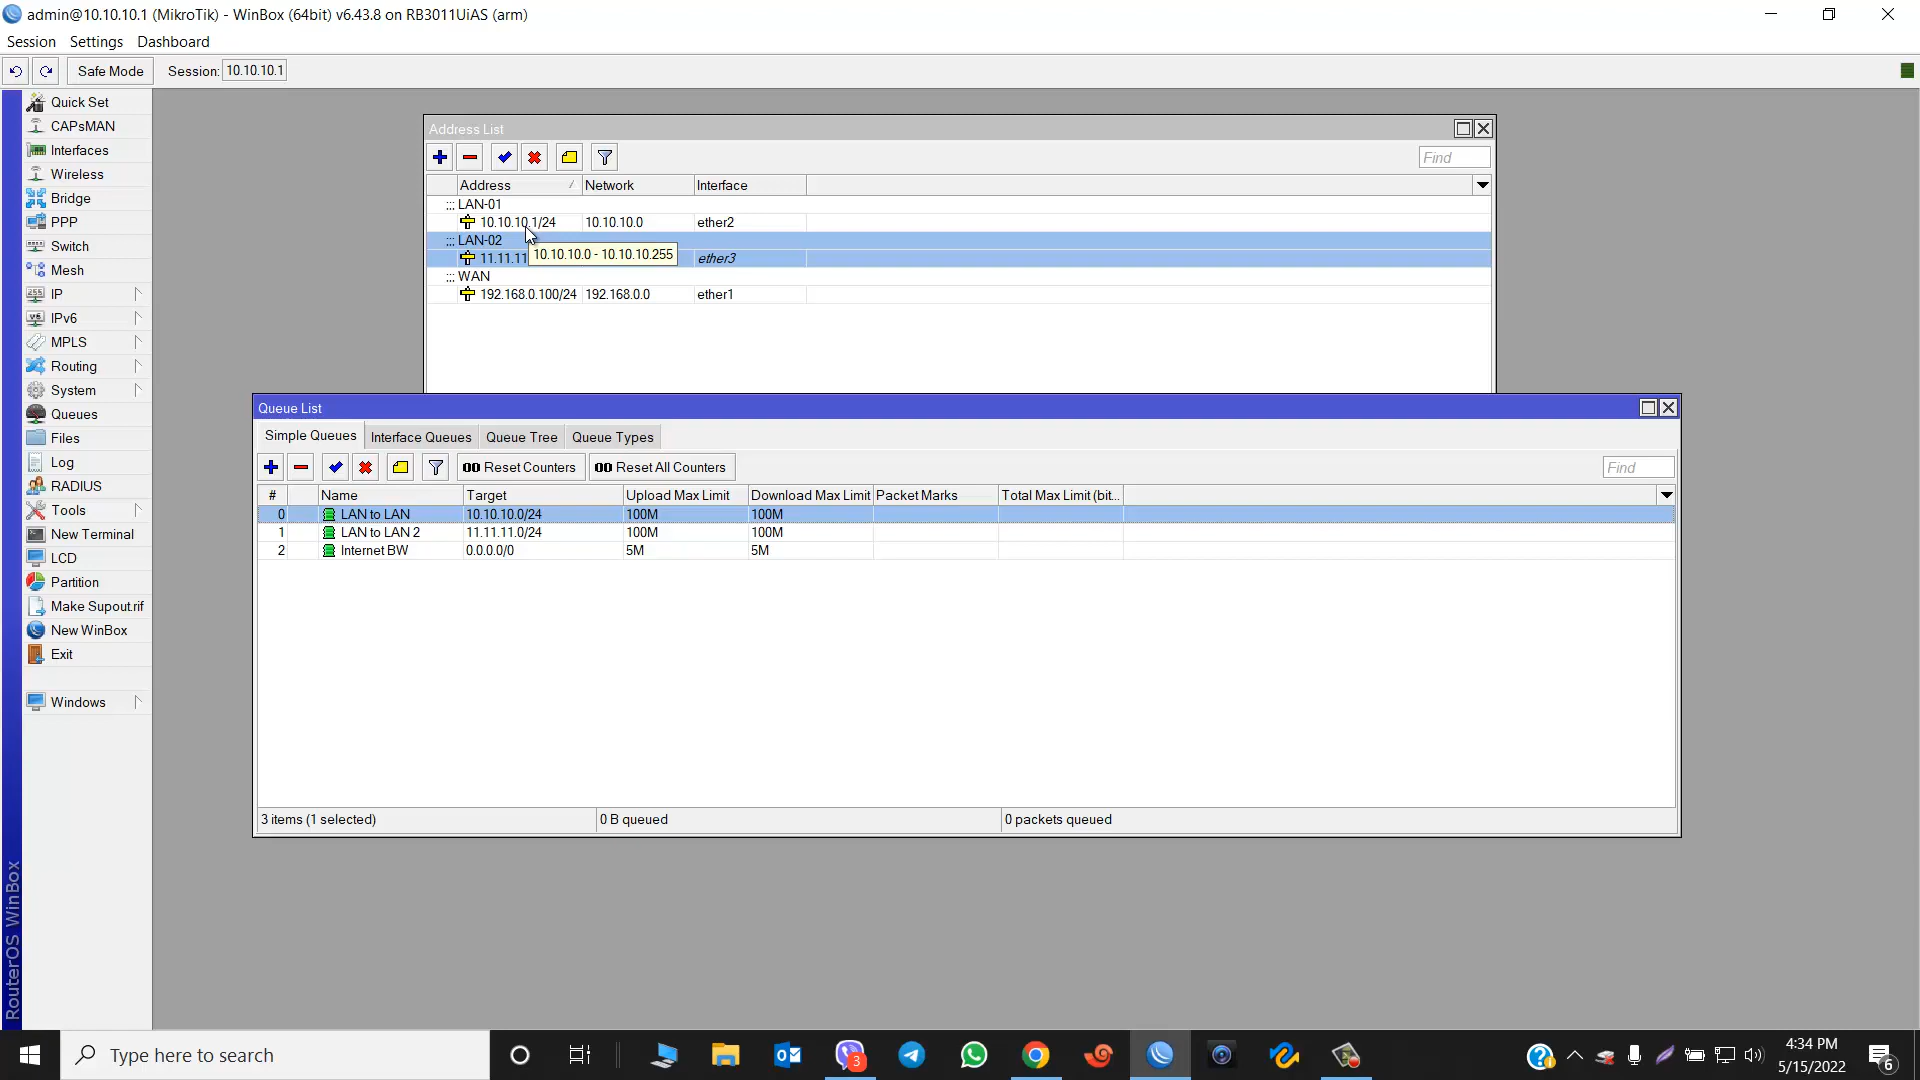 admin@10.10.10.1 (MikroTik) - WinBox (64bit) v6.43.8 on RB3011UiAS (arm)
Session Settings Dashboard
Safe Mode Session: 10.10.10.1
Quick Set
CAPsMAN
Interfaces
Wireless
Bridge
PPP
Switch
Mesh
IP
IPv6
MPLS
Routing
System
Queues
Files
Log
RADIUS
Tools
New Terminal
LCD
Partition
Make Supout.rif
New WinBox
Exit
Windows
RouterOS WinBox
Address List
Find
Address Network Interface
;;; LAN-01
10.10.10.1/24 10.10.10.0 ether2
;;; LAN-02
11.11.11 ether3
10.10.10.0 - 10.10.10.255
;;; WAN
192.168.0.100/24 192.168.0.0 ether1
Queue List
Simple Queues Interface Queues Queue Tree Queue Types
00 Reset Counters 00 Reset All Counters Find
# Name Target Upload Max Limit Download Max Limit Packet Marks Total Max Limit (bit...
0 LAN to LAN 10.10.10.0/24 100M 100M
1 LAN to LAN 2 11.11.11.0/24 100M 100M
2 Internet BW 0.0.0.0/0 5M 5M
3 items (1 selected) 0 B queued 0 packets queued
Type here to search
3
4:34 PM
5/15/2022
6